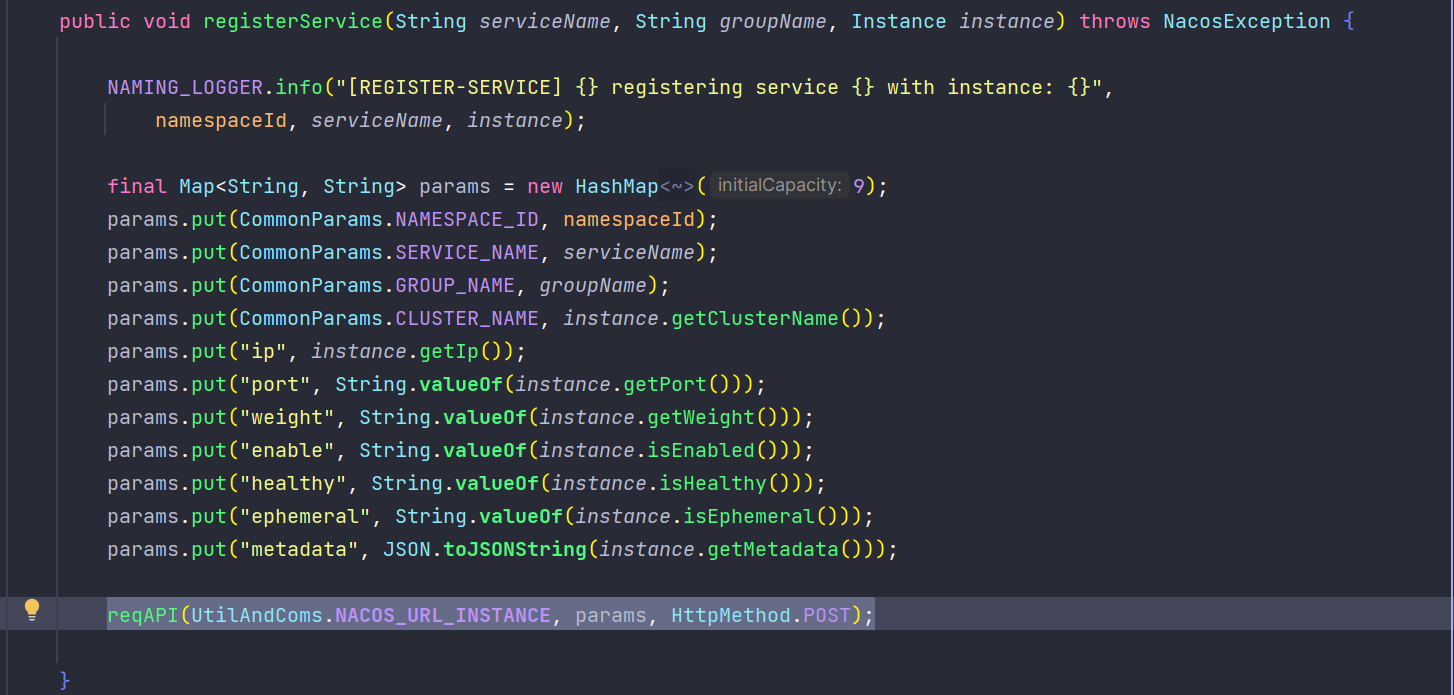 public void registerService(String serviceName, String groupName, Instance instance) throws NacosException {
NAMING_LOGGER.info("[REGISTER-SERVICE] {} registering service {} with instance: {}",
namespaceId, serviceName, instance);
final Map<String, String> params = new HashMap<~>( initialCapacity: 9);
params.put(CommonParams.NAMESPACE_ID, namespaceId);
params.put(CommonParams.SERVICE_NAME, serviceName);
params.put(CommonParams.GROUP_NAME, groupName);
params.put(CommonParams.CLUSTER_NAME, instance.getClusterName());
params.put("ip", instance.getIp());
params.put("port", String.valueOf(instance.getPort()));
params.put("weight", String.valueOf(instance.getWeight()));
params.put("enable", String.valueOf(instance.isEnabled()));
params.put("healthy", String.valueOf(instance.isHealthy()));
params.put("ephemeral", String.valueOf(instance.isEphemeral()));
params.put("metadata", JSON.toJSONString(instance.getMetadata()));
reqAPI(UtilAndComs.NACOS_URL_INSTANCE, params, HttpMethod.POST);
}